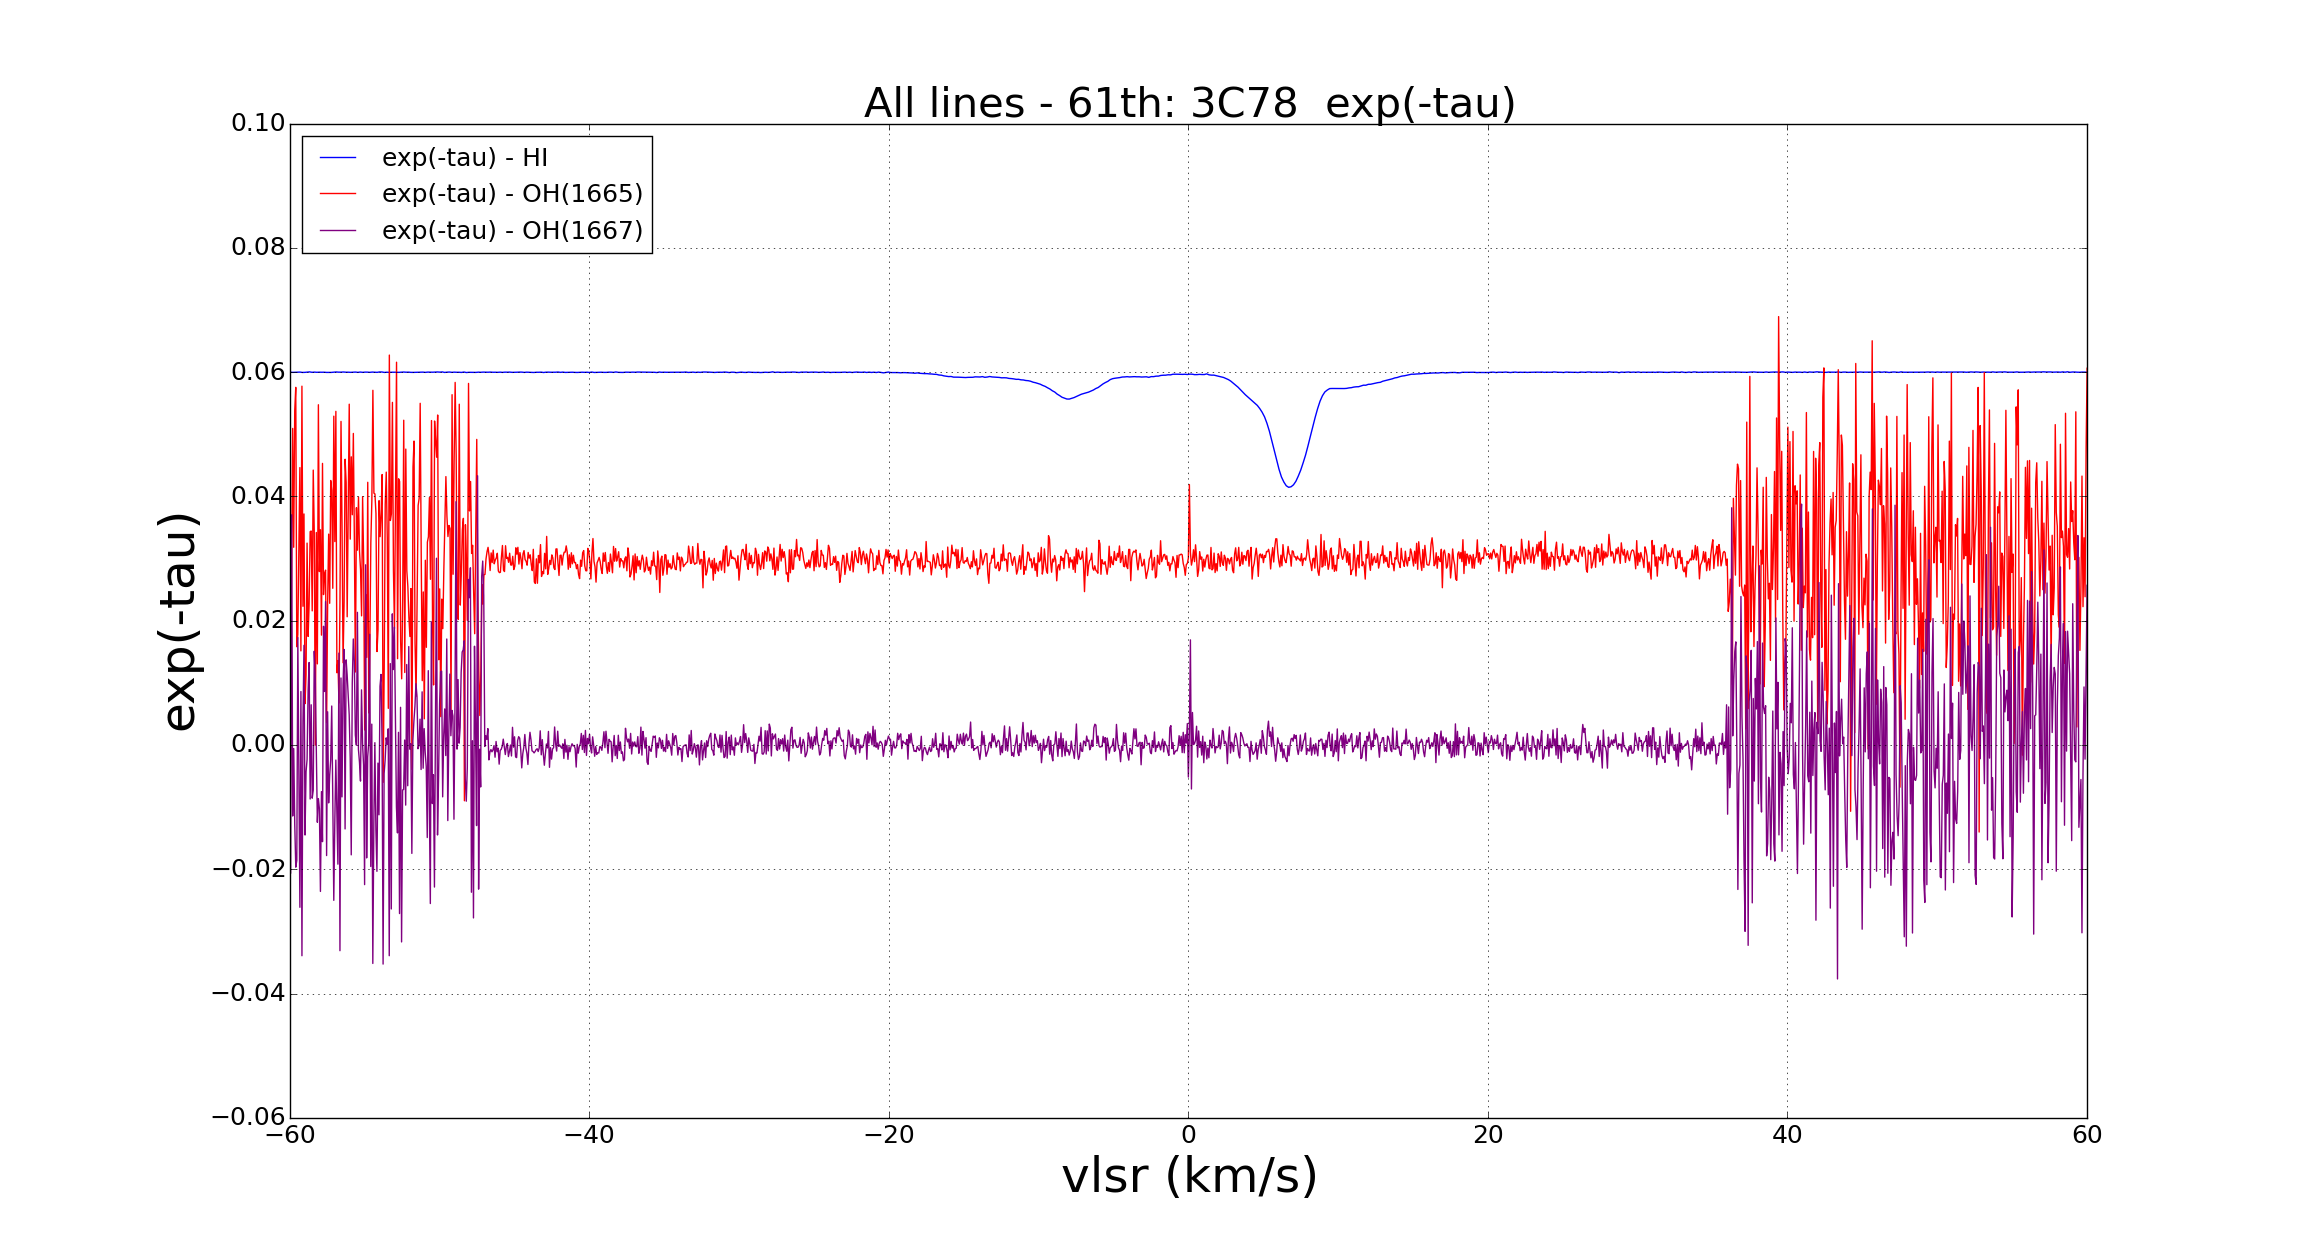 All lines - 61th: 3C78  exp(-tau)
exp(-tau) - HI
exp(-tau) - OH(1665)
exp(-tau) - OH(1667)
0.10
0.08
0.06
0.04
0.02
0.00
−0.02
−0.04
−0.06
exp(-tau)
−60 −40 −20 0 20 40 60
vlsr (km/s)